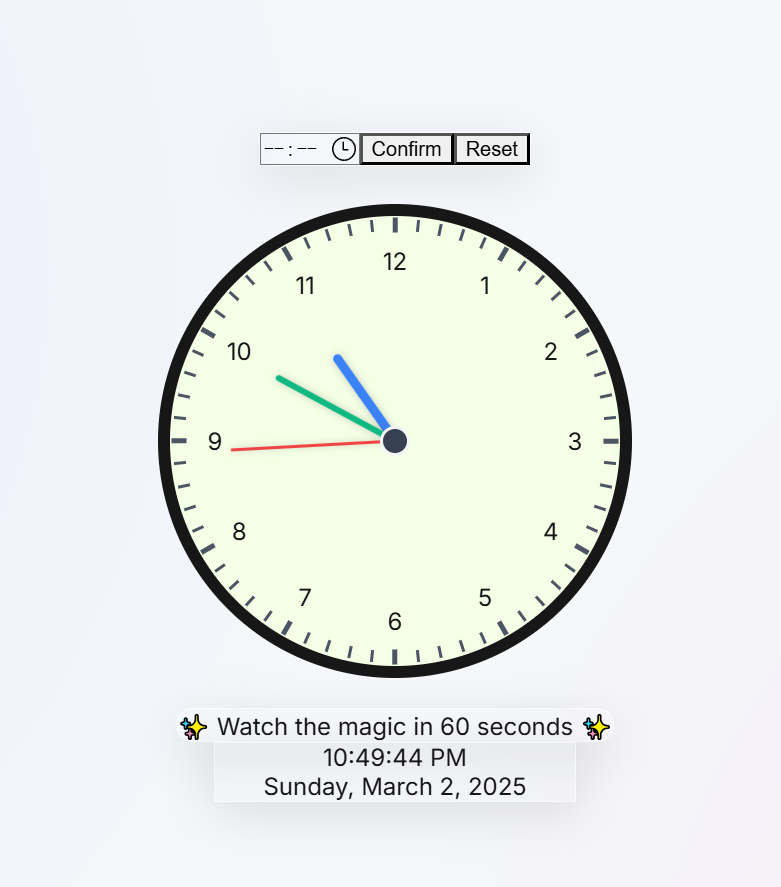 --:-- Confirm Reset
12
11 1
10 2
9 3
8 4
7 5
6
✨ Watch the magic in 60 seconds ✨
10:49:44 PM
Sunday, March 2, 2025